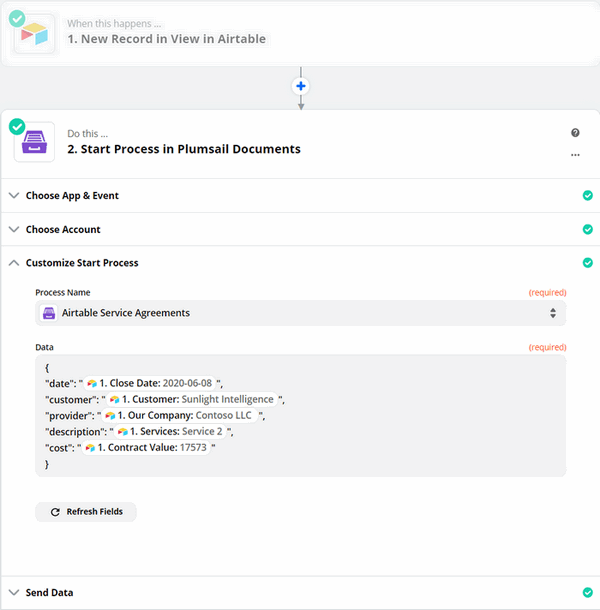 When this happens ...
1. New Record in View in Airtable
Do this ...
2. Start Process in Plumsail Documents
Choose App & Event
Choose Account
Customize Start Process
Process Name (required)
Airtable Service Agreements
Data (required)
{
"date": " 1. Close Date: 2020-06-08 ",
"customer": " 1. Customer: Sunlight Intelligence ",
"provider": " 1. Our Company: Contoso LLC ",
"description": " 1. Services: Service 2 ",
"cost": " 1. Contract Value: 17573 "
}
Refresh Fields
Send Data